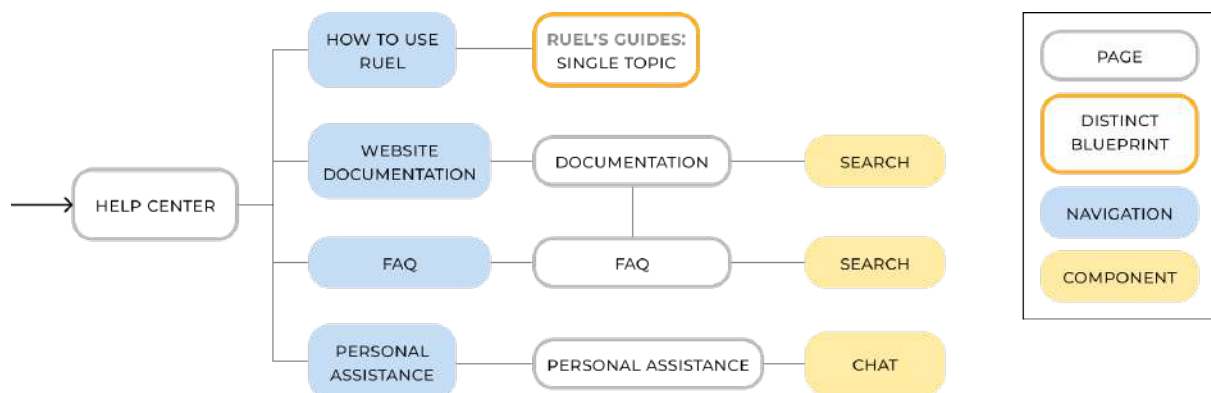 HOW TO USE
RUEL
RUEL'S GUIDES:
SINGLE TOPIC
WEBSITE
DOCUMENTATION
DOCUMENTATION
SEARCH
HELP CENTER
FAQ
FAQ
SEARCH
PERSONAL
ASSISTANCE
PERSONAL ASSISTANCE
CHAT
PAGE
DISTINCT
BLUEPRINT
NAVIGATION
COMPONENT